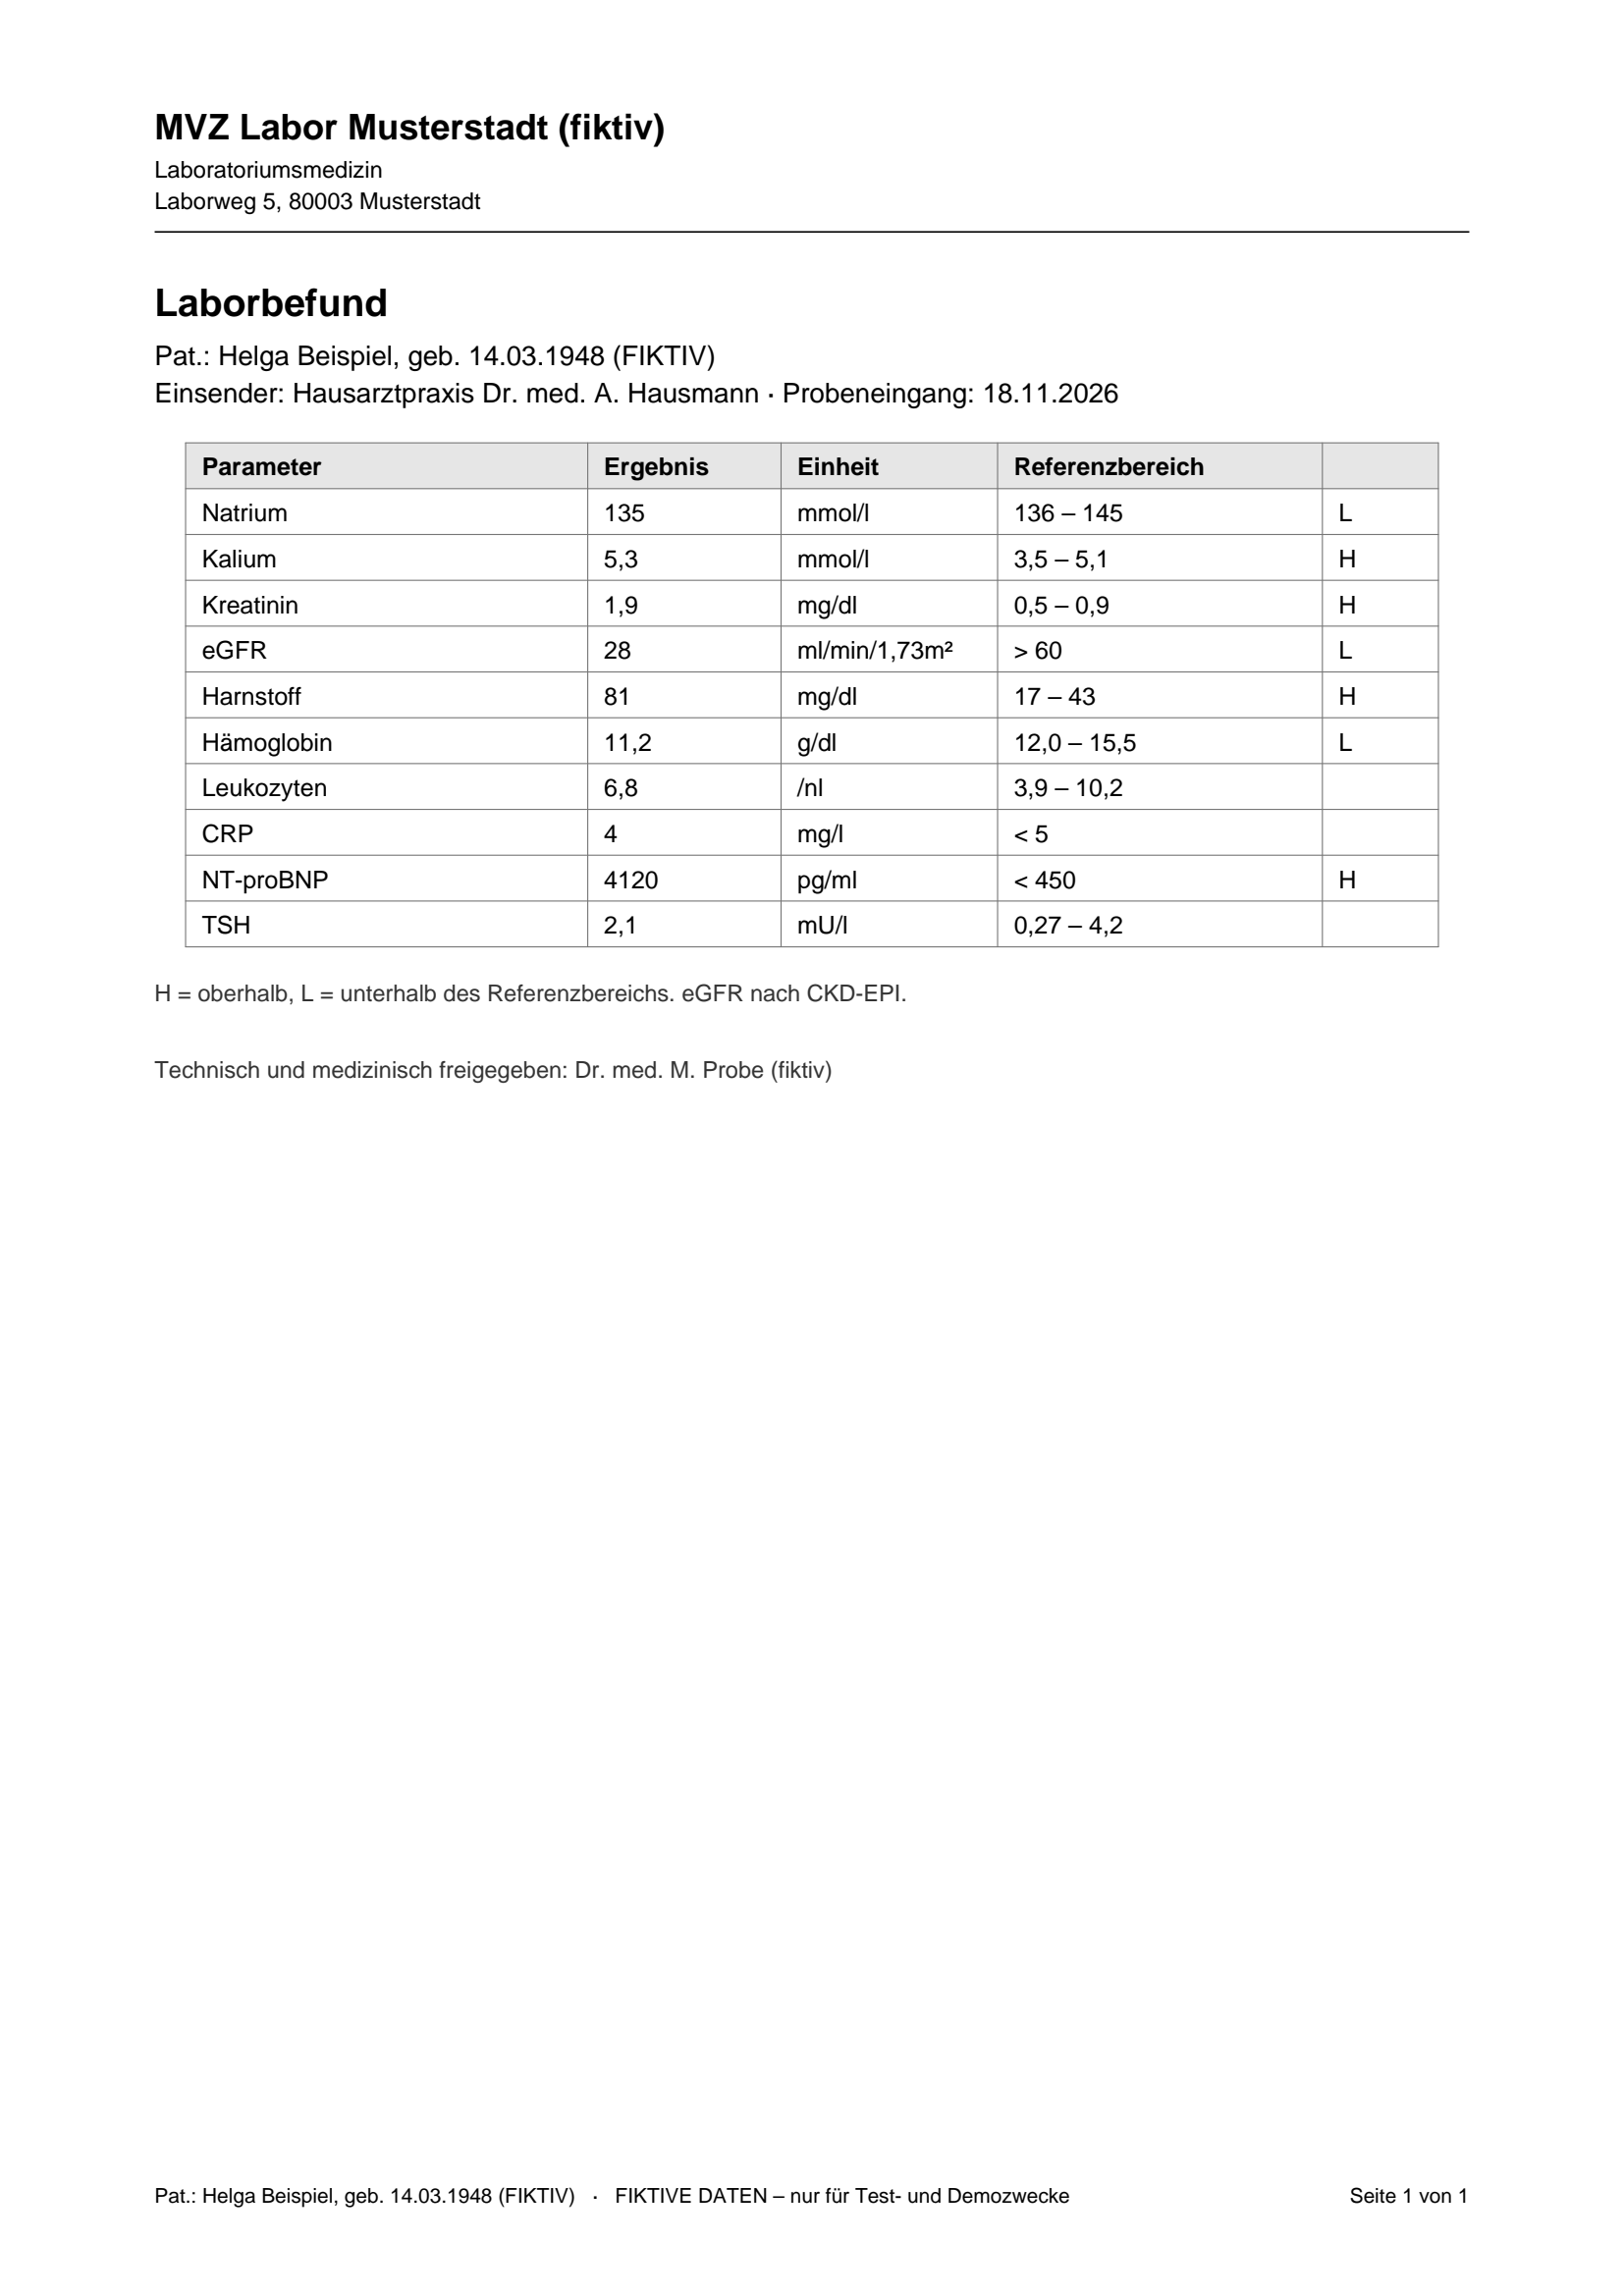 MVZ Labor Musterstadt (fiktiv)
Laboratoriumsmedizin
Laborweg 5, 80003 Musterstadt
Laborbefund
Pat.: Helga Beispiel, geb. 14.03.1948 (FIKTIV)
Einsender: Hausarztpraxis Dr. med. A. Hausmann · Probeneingang: 18.11.2026
Parameter Ergebnis Einheit Referenzbereich
Natrium 135 mmol/l 136 – 145 L
Kalium 5,3 mmol/l 3,5 – 5,1 H
Kreatinin 1,9 mg/dl 0,5 – 0,9 H
eGFR 28 ml/min/1,73m² > 60 L
Harnstoff 81 mg/dl 17 – 43 H
Hämoglobin 11,2 g/dl 12,0 – 15,5 L
Leukozyten 6,8 /nl 3,9 – 10,2
CRP 4 mg/l < 5
NT-proBNP 4120 pg/ml < 450 H
TSH 2,1 mU/l 0,27 – 4,2
H = oberhalb, L = unterhalb des Referenzbereichs. eGFR nach CKD-EPI.
Technisch und medizinisch freigegeben: Dr. med. M. Probe (fiktiv)
Pat.: Helga Beispiel, geb. 14.03.1948 (FIKTIV) · FIKTIVE DATEN – nur für Test- und Demozwecke Seite 1 von 1